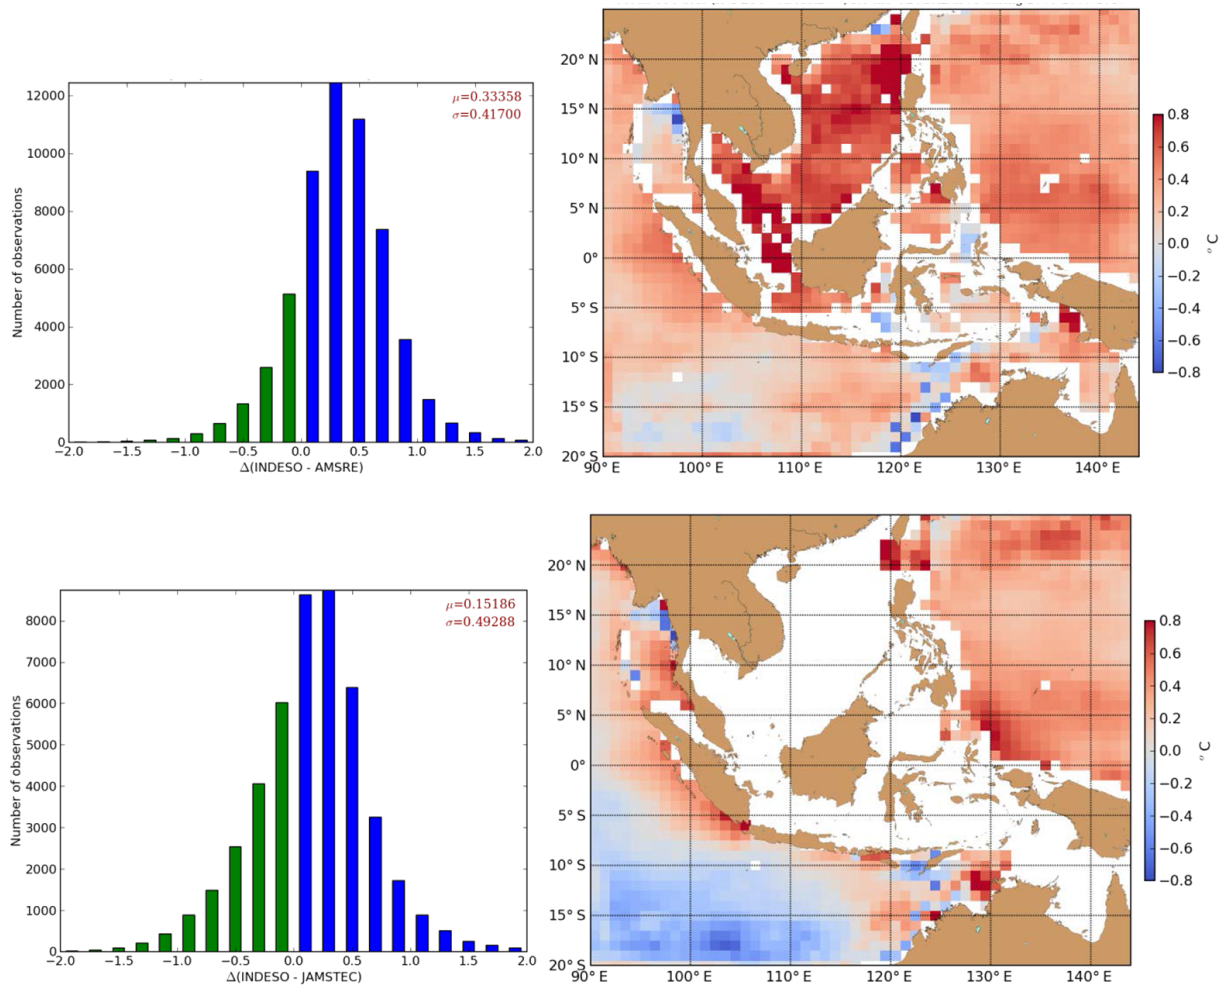 12000
10000
8000
6000
4000
2000
0
Number of observations
μ=0.33358
σ=0.41700
−2.0 −1.5 −1.0 −0.5 0.0 0.5 1.0 1.5 2.0
Δ(INDESO - AMSRE)
20° N
15° N
10° N
5° N
0°
5° S
10° S
15° S
20° S
90° E 100° E 110° E 120° E 130° E 140° E
0.8
0.6
0.4
0.2
0.0
−0.2
−0.4
−0.6
−0.8
°C
8000
7000
6000
5000
4000
3000
2000
1000
0
Number of observations
μ=0.15186
σ=0.49288
−2.0 −1.5 −1.0 −0.5 0.0 0.5 1.0 1.5 2.0
Δ(INDESO - JAMSTEC)
20° N
15° N
10° N
5° N
0°
5° S
10° S
15° S
20° S
90° E 100° E 110° E 120° E 130° E 140° E
0.8
0.6
0.4
0.2
0.0
−0.2
−0.4
−0.6
−0.8
°C